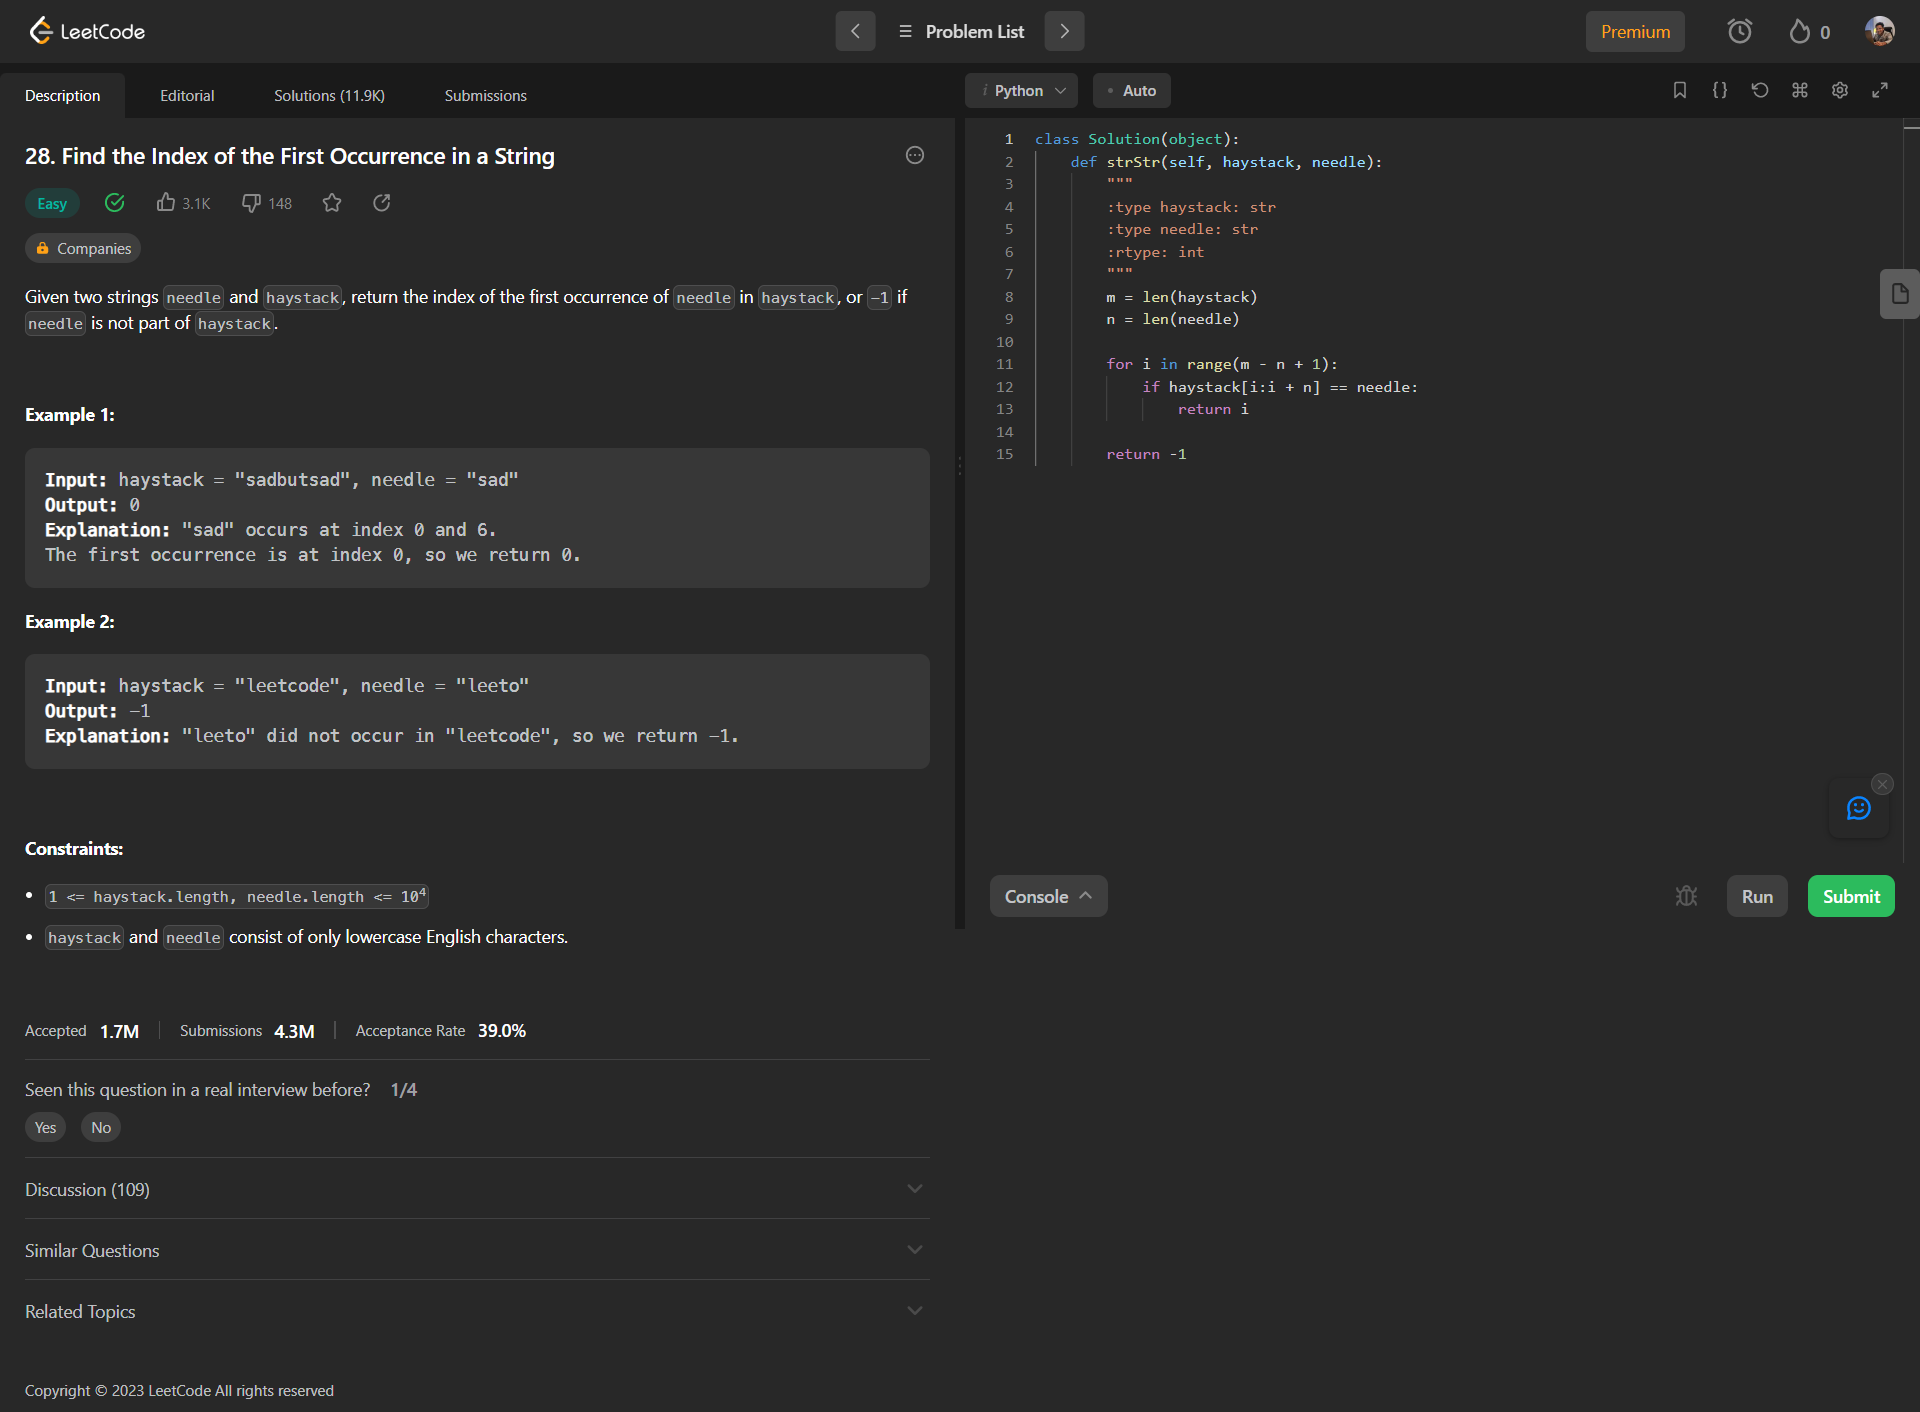 LeetCode
Problem List
Premium
0
Description
Editorial
Solutions (11.9K)
Submissions
28. Find the Index of the First Occurrence in a String
Easy
3.1K
148
Companies
Given two strings needle and haystack, return the index of the first occurrence of needle in haystack, or -1 if
needle is not part of haystack.
Example 1:
Input: haystack = "sadbutsad", needle = "sad"
Output: 0
Explanation: "sad" occurs at index 0 and 6.
The first occurrence is at index 0, so we return 0.
Example 2:
Input: haystack = "leetcode", needle = "leeto"
Output: -1
Explanation: "leeto" did not occur in "leetcode", so we return -1.
Constraints:
• 1 <= haystack.length, needle.length <= 10⁴
• haystack and needle consist of only lowercase English characters.
Accepted 1.7M
Submissions 4.3M
Acceptance Rate 39.0%
Seen this question in a real interview before? 1/4
Yes
No
Discussion (109)
Similar Questions
Related Topics
Copyright © 2023 LeetCode All rights reserved
i Python
• Auto
{}
1 class Solution(object):
2     def strStr(self, haystack, needle):
3         """
4         :type haystack: str
5         :type needle: str
6         :rtype: int
7         """
8         m = len(haystack)
9         n = len(needle)
10
11         for i in range(m - n + 1):
12             if haystack[i:i + n] == needle:
13                 return i
14
15         return -1
Console
Run
Submit